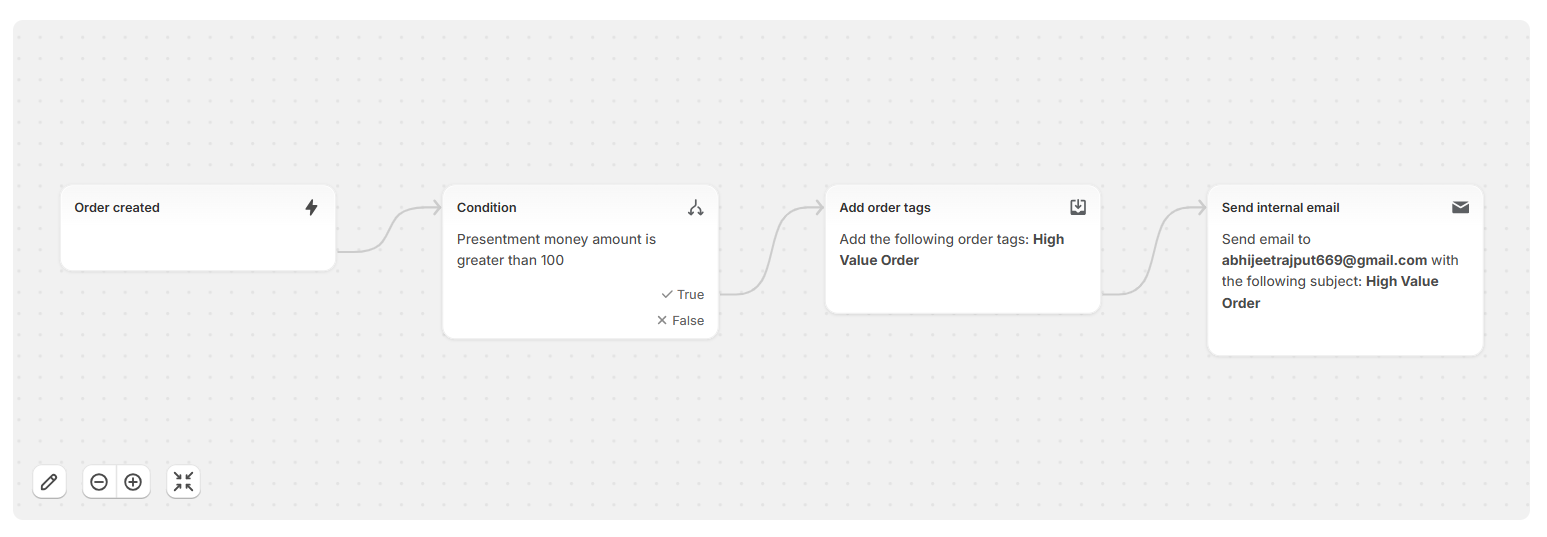 Order created
Condition
Presentment money amount is
greater than 100
True
False
Add order tags
Add the following order tags: High
Value Order
Send internal email
Send email to
abhijeetrajput669@gmail.com with
the following subject: High Value
Order